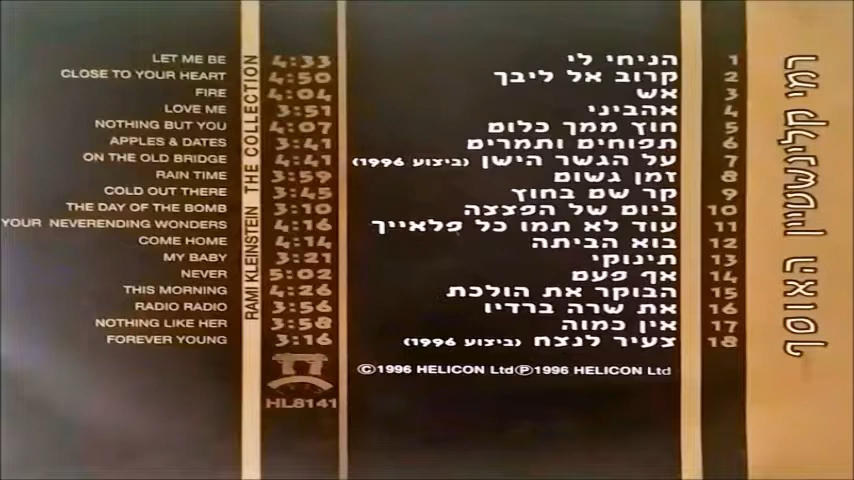 רמי קלינשטיין האוסף
1 הניחי לי 4:33 LET ME BE
2 קרוב אל ליבך 4:50 CLOSE TO YOUR HEART
3 אש 4:04 FIRE
4 אהביני 3:51 LOVE ME
5 חוץ ממך כלום 4:07 NOTHING BUT YOU
6 תפוחים ותמרים 3:41 APPLES & DATES
7 על הגשר הישן (ביצוע 1996) 4:41 ON THE OLD BRIDGE
8 זמן גשום 3:59 RAIN TIME
9 קר שם בחוץ 3:45 COLD OUT THERE
10 ביום של הפצצה 3:10 THE DAY OF THE BOMB
11 עוד לא תמו כל פלאייך 4:16 YOUR NEVERENDING WONDERS
12 בוא הביתה 4:14 COME HOME
13 תינוקי 3:21 MY BABY
14 אף פעם 5:02 NEVER
15 הבוקר את הולכת 4:26 THIS MORNING
16 את שרה ברדיו 3:56 RADIO RADIO
17 אין כמוה 3:58 NOTHING LIKE HER
18 צעיר לנצח (ביצוע 1996) 3:16 FOREVER YOUNG
©1996 HELICON Ltd℗1996 HELICON Ltd
HL8141
RAMI KLEINSTEIN THE COLLECTION